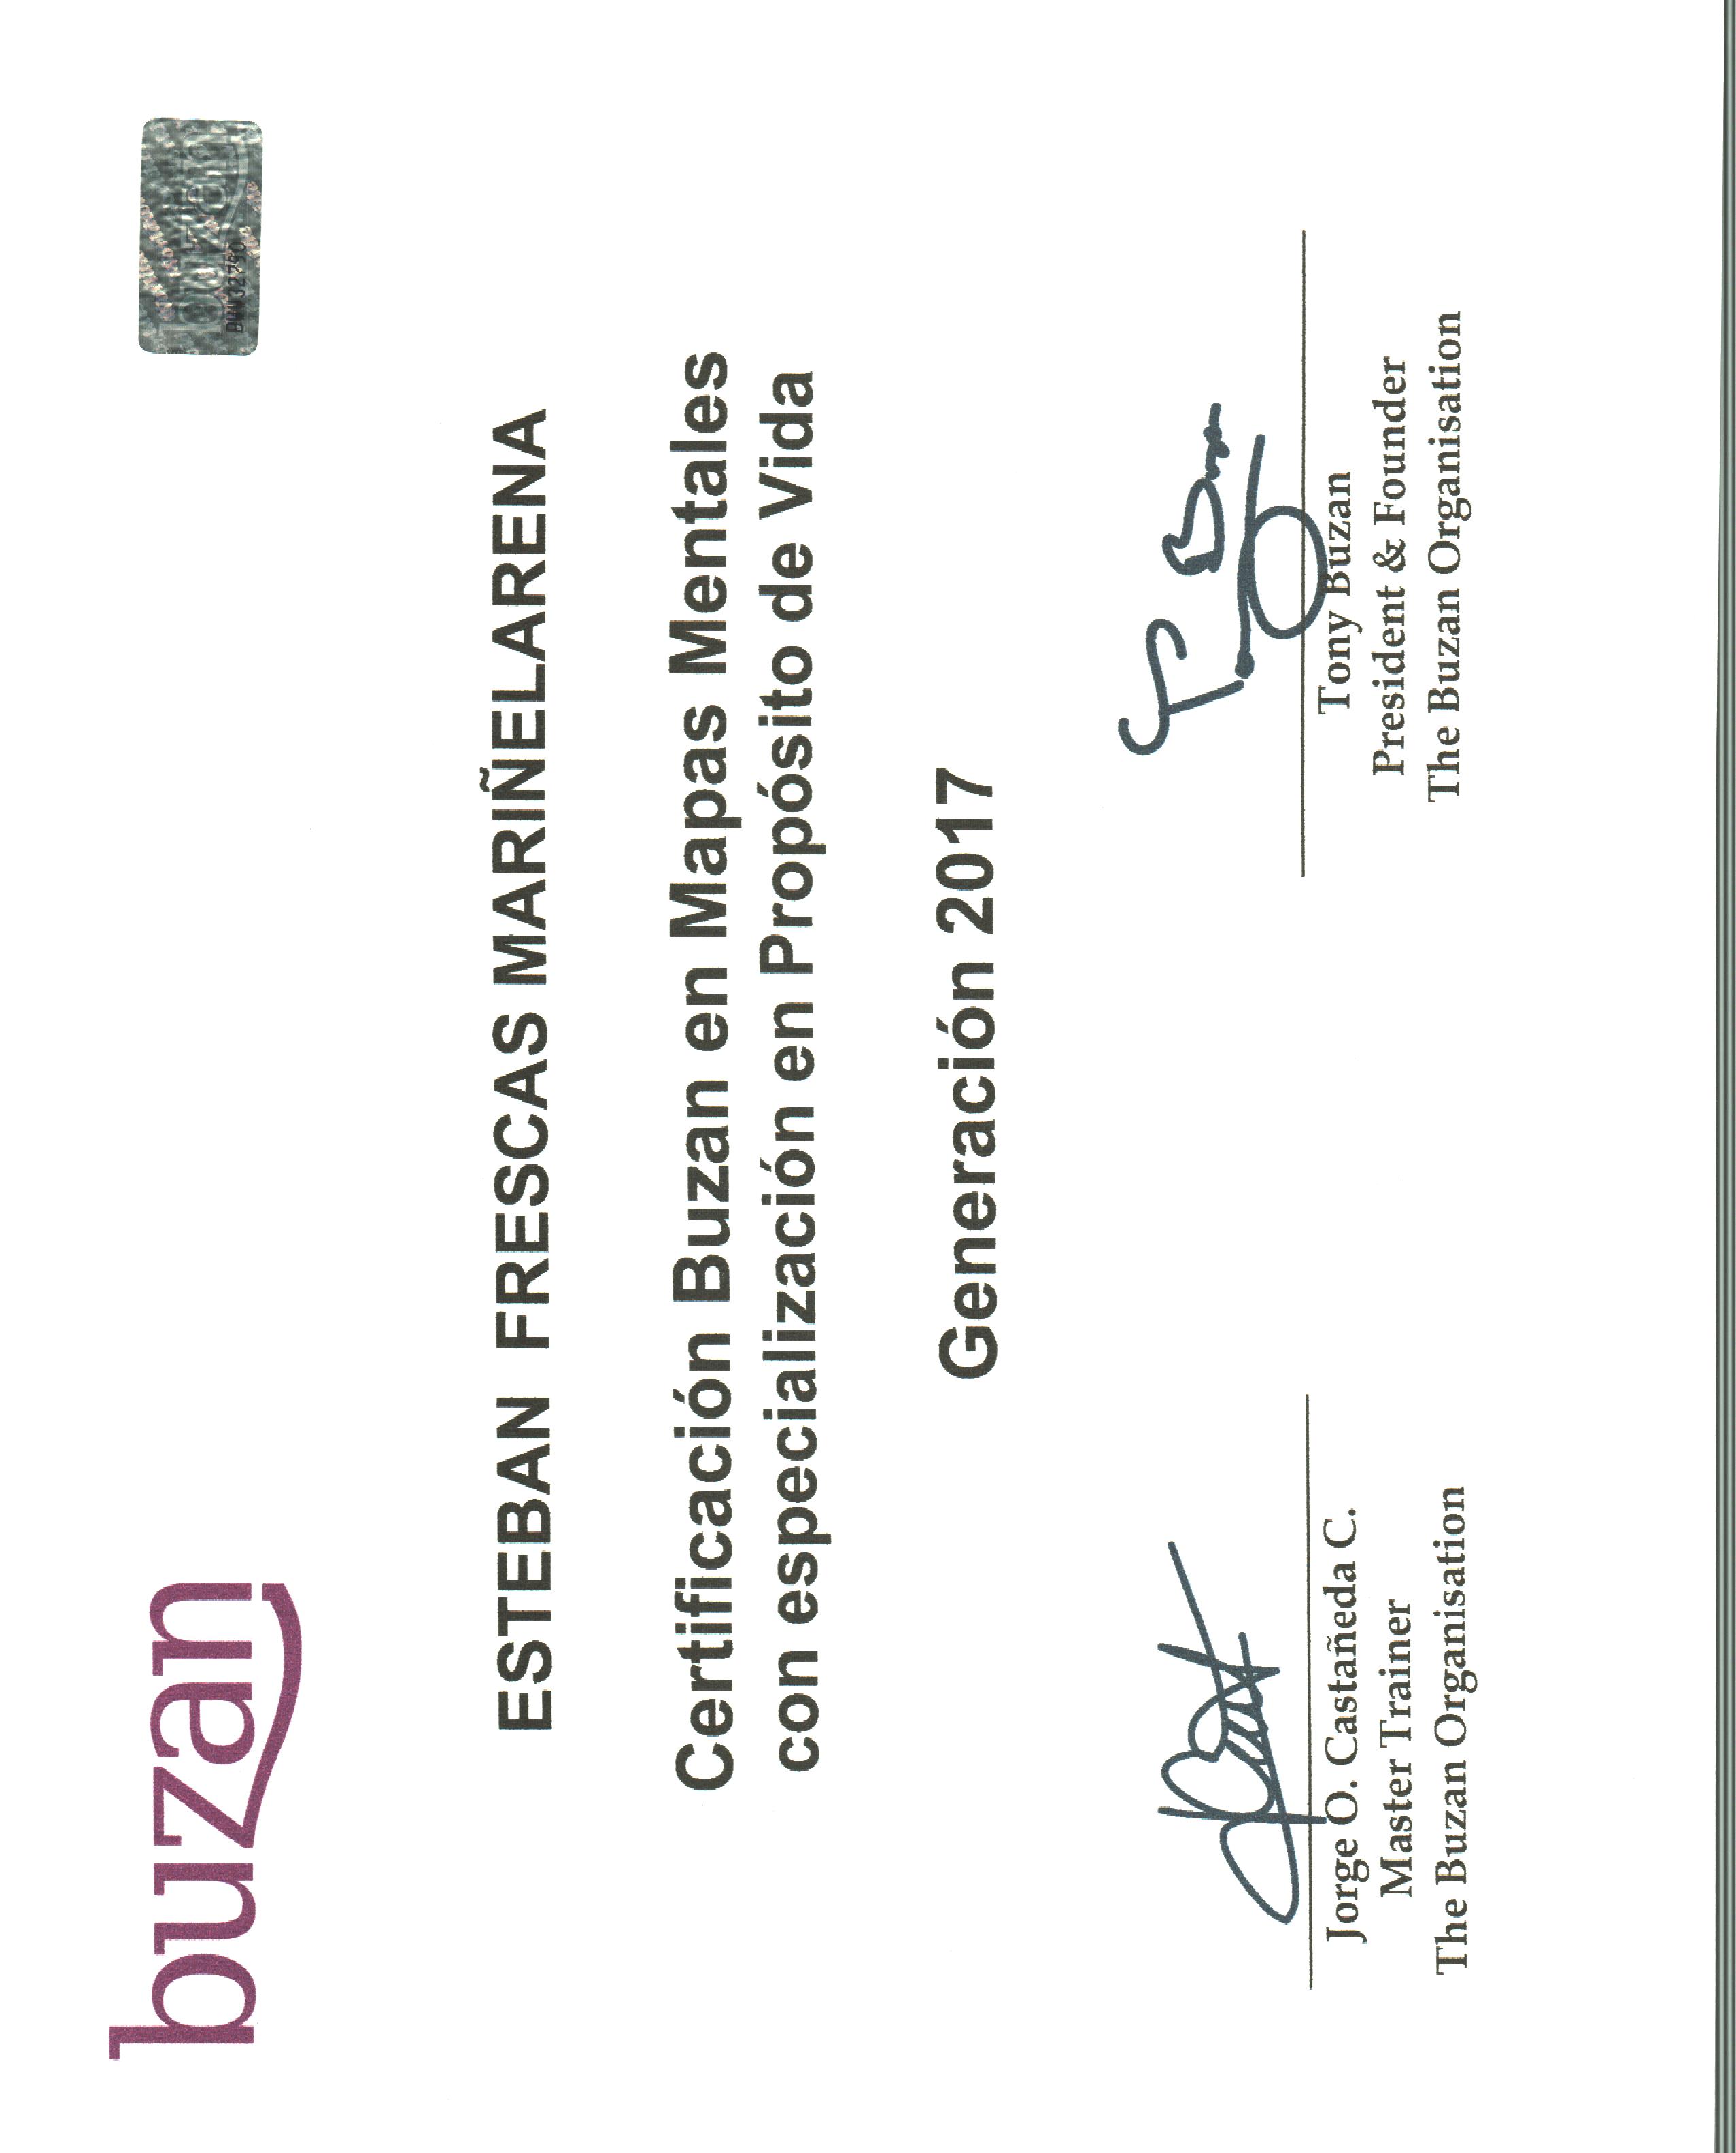 buzan
buzan
BWW32790
ESTEBAN FRESCAS MARIÑELARENA
Certificación Buzan en Mapas Mentales
con especialización en Propósito de Vida
Generación 2017
T. Buzan
Jorge O. Castañeda C.
Master Trainer
The Buzan Organisation
Tony Buzan
President & Founder
The Buzan Organisation